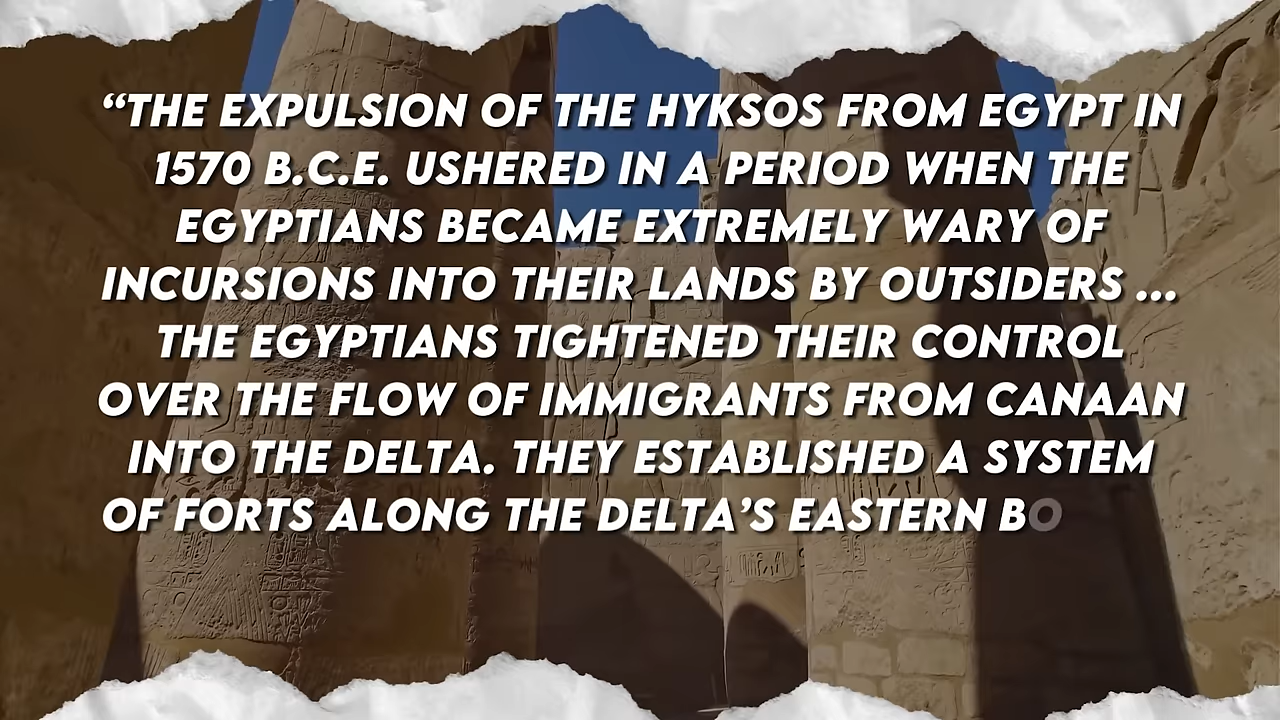 “THE EXPULSION OF THE HYKSOS FROM EGYPT IN
1570 B.C.E. USHERED IN A PERIOD WHEN THE
EGYPTIANS BECAME EXTREMELY WARY OF
INCURSIONS INTO THEIR LANDS BY OUTSIDERS ...
THE EGYPTIANS TIGHTENED THEIR CONTROL
OVER THE FLOW OF IMMIGRANTS FROM CANAAN
INTO THE DELTA. THEY ESTABLISHED A SYSTEM
OF FORTS ALONG THE DELTA’S EASTERN BO